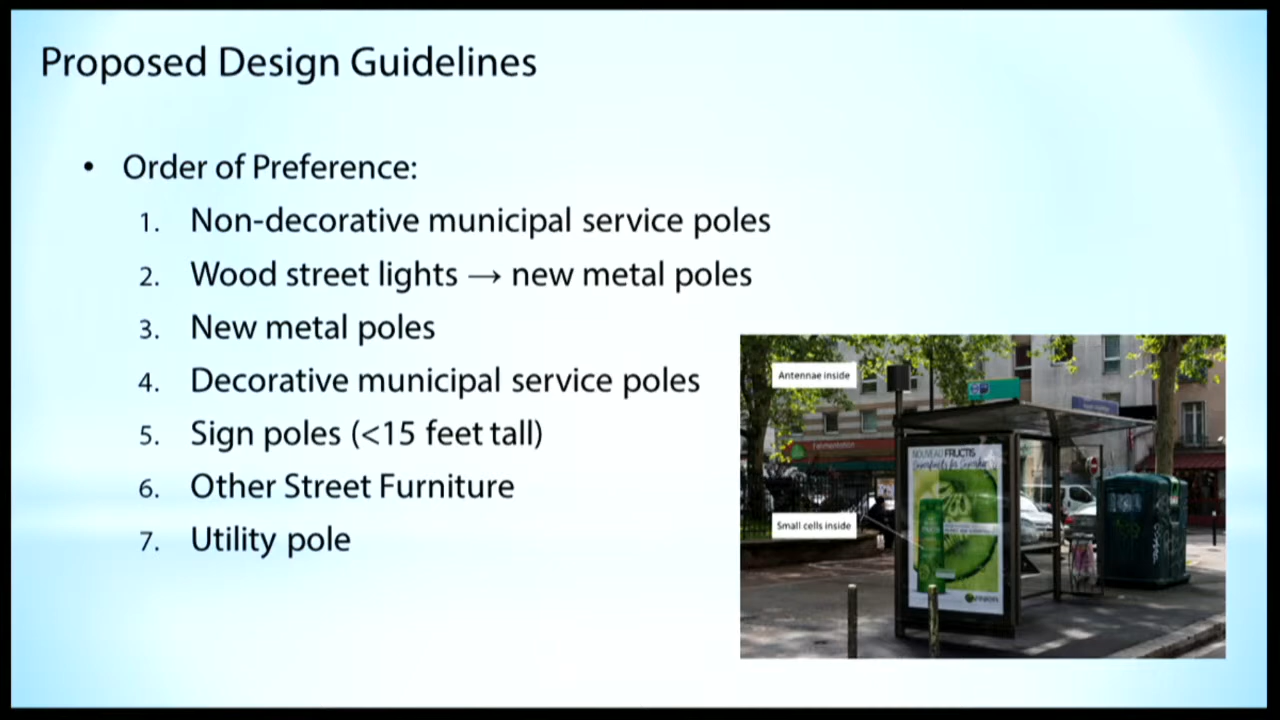 Proposed Design Guidelines
• Order of Preference:
1. Non-decorative municipal service poles
2. Wood street lights → new metal poles
3. New metal poles
4. Decorative municipal service poles
5. Sign poles (<15 feet tall)
6. Other Street Furniture
7. Utility pole
Antennae inside
Small cells inside
NOUVEAU FRUCTIS
GARNIER